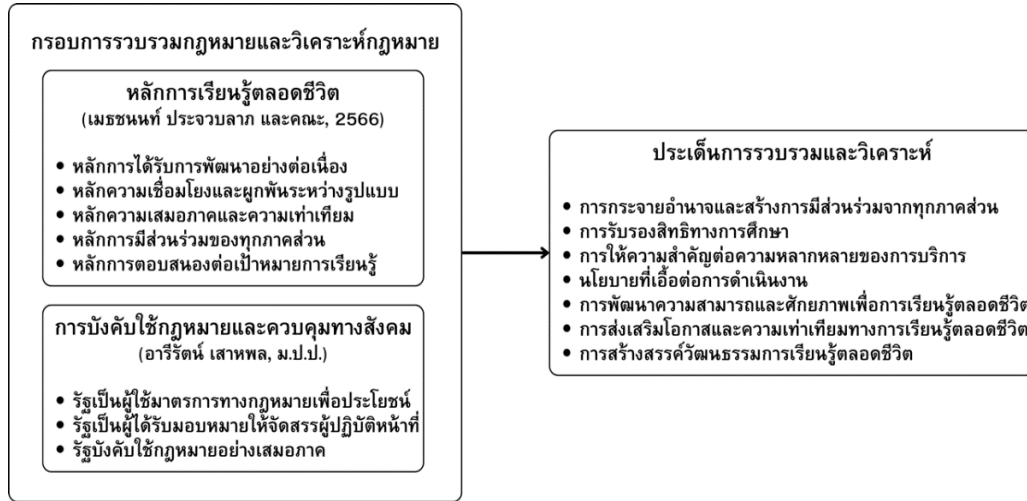 กรอบการรวบรวมกฎหมายและวิเคราะห์กฎหมาย
หลักการเรียนรู้ตลอดชีวิต
(เมธชนนท์ ประจวบลาภ และคณะ, 2566)
• หลักการได้รับการพัฒนาอย่างต่อเนื่อง
• หลักความเชื่อมโยงและผูกพันระหว่างรูปแบบ
• หลักความเสมอภาคและความเท่าเทียม
• หลักการมีส่วนร่วมของทุกภาคส่วน
• หลักการตอบสนองต่อเป้าหมายการเรียนรู้
การบังคับใช้กฎหมายและควบคุมทางสังคม
(อารีรัตน์ เสาหพล, ม.ป.ป.)
• รัฐเป็นผู้ใช้มาตรการทางกฎหมายเพื่อประโยชน์
• รัฐเป็นผู้ได้รับมอบหมายให้จัดสรรผู้ปฏิบัติหน้าที่
• รัฐบังคับใช้กฎหมายอย่างเสมอภาค
ประเด็นการรวบรวมและวิเคราะห์
• การกระจายอำนาจและสร้างการมีส่วนร่วมจากทุกภาคส่วน
• การรับรองสิทธิทางการศึกษา
• การให้ความสำคัญต่อความหลากหลายของการบริการ
• นโยบายที่เอื้อต่อการดำเนินงาน
• การพัฒนาความสามารถและศักยภาพเพื่อการเรียนรู้ตลอดชีวิต
• การส่งเสริมโอกาสและความเท่าเทียมทางการเรียนรู้ตลอดชีวิต
• การสร้างสรรค์วัฒนธรรมการเรียนรู้ตลอดชีวิต